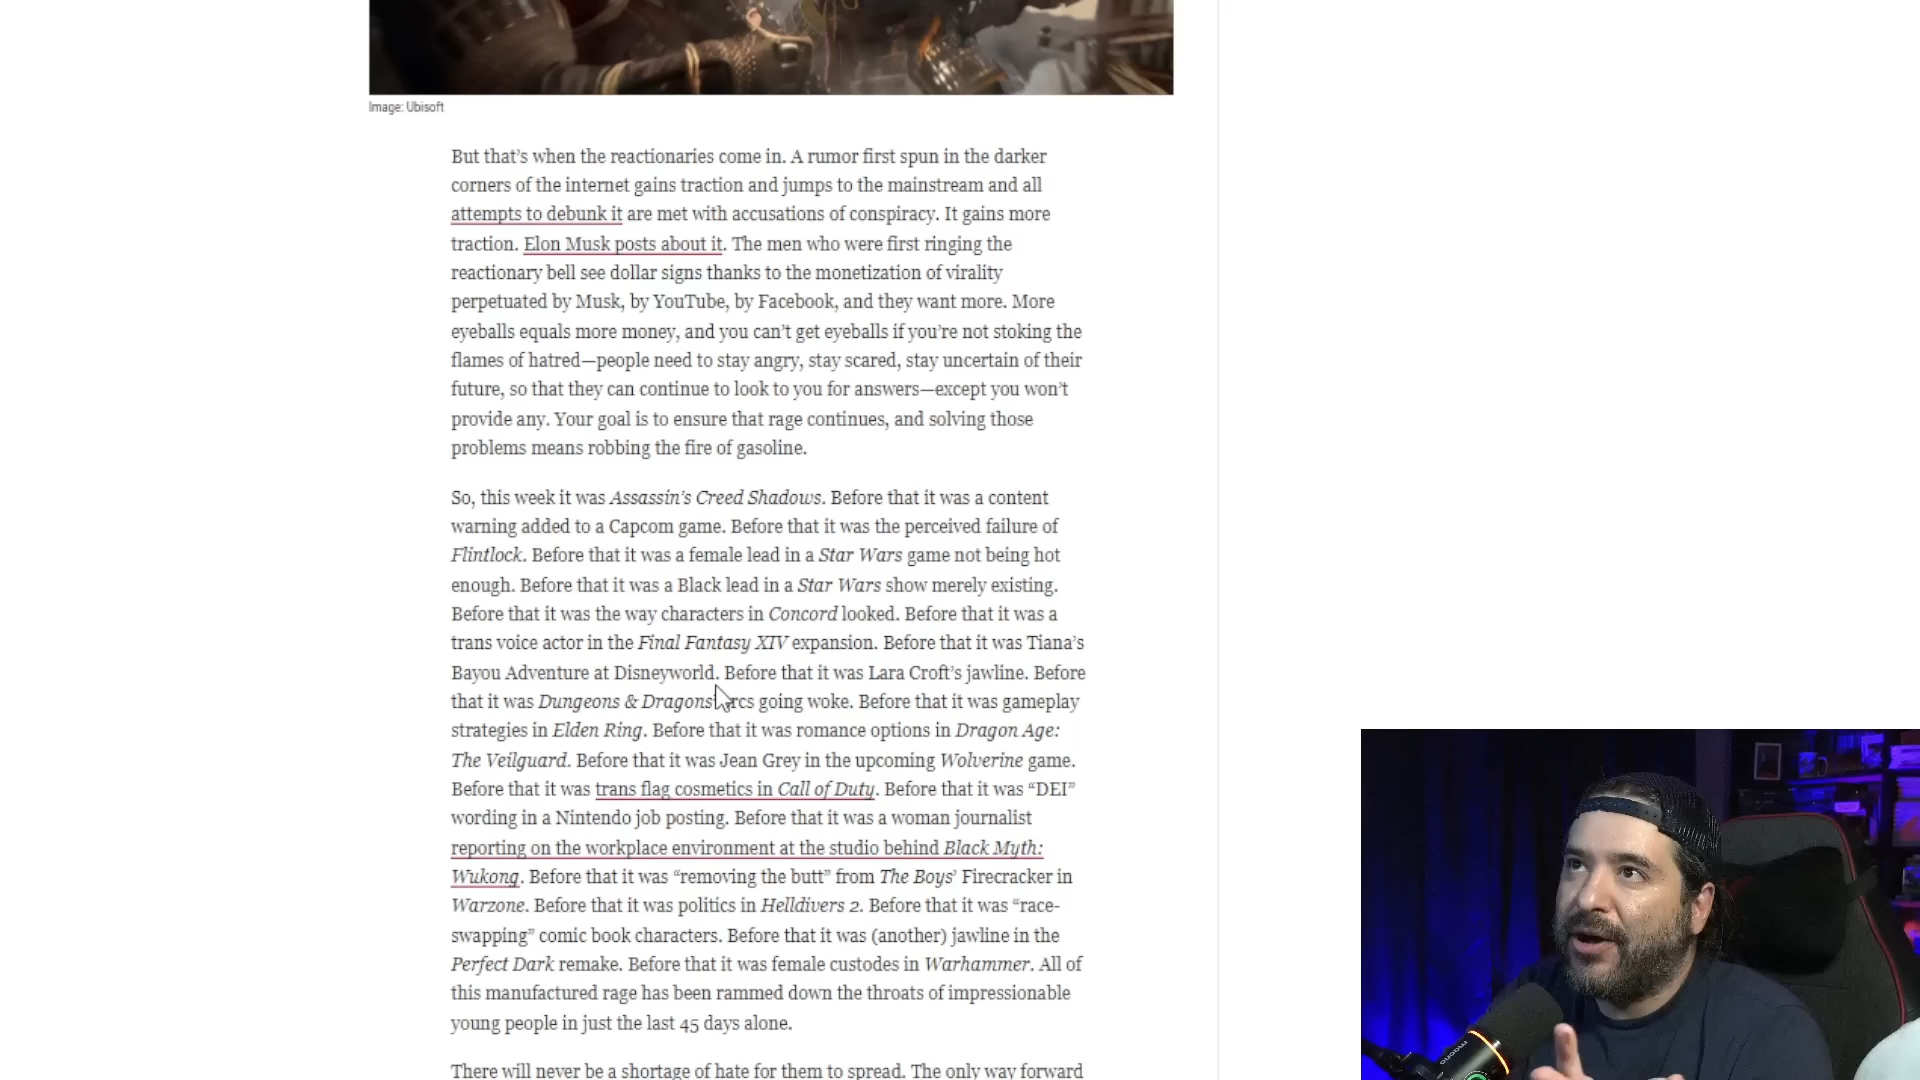 Image: Ubisoft
But that’s when the reactionaries come in. A rumor first spun in the darker
corners of the internet gains traction and jumps to the mainstream and all
attempts to debunk it are met with accusations of conspiracy. It gains more
traction. Elon Musk posts about it. The men who were first ringing the
reactionary bell see dollar signs thanks to the monetization of virality
perpetuated by Musk, by YouTube, by Facebook, and they want more. More
eyeballs equals more money, and you can’t get eyeballs if you’re not stoking the
flames of hatred—people need to stay angry, stay scared, stay uncertain of their
future, so that they can continue to look to you for answers—except you won’t
provide any. Your goal is to ensure that rage continues, and solving those
problems means robbing the fire of gasoline.
So, this week it was Assassin’s Creed Shadows. Before that it was a content
warning added to a Capcom game. Before that it was the perceived failure of
Flintlock. Before that it was a female lead in a Star Wars game not being hot
enough. Before that it was a Black lead in a Star Wars show merely existing.
Before that it was the way characters in Concord looked. Before that it was a
trans voice actor in the Final Fantasy XIV expansion. Before that it was Tiana’s
Bayou Adventure at Disneyworld. Before that it was Lara Croft’s jawline. Before
that it was Dungeons & Dragons going woke. Before that it was gameplay
strategies in Elden Ring. Before that it was romance options in Dragon Age:
The Veilguard. Before that it was Jean Grey in the upcoming Wolverine game.
Before that it was trans flag cosmetics in Call of Duty. Before that it was “DEI”
wording in a Nintendo job posting. Before that it was a woman journalist
reporting on the workplace environment at the studio behind Black Myth:
Wukong. Before that it was “removing the butt” from The Boys’ Firecracker in
Warzone. Before that it was politics in Helldivers 2. Before that it was “race-
swapping” comic book characters. Before that it was (another) jawline in the
Perfect Dark remake. Before that it was female custodes in Warhammer. All of
this manufactured rage has been rammed down the throats of impressionable
young people in just the last 45 days alone.
There will never be a shortage of hate for them to spread. The only way forward